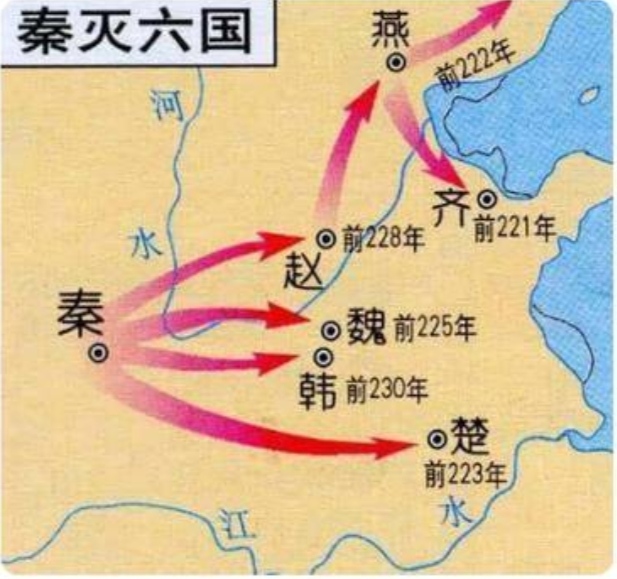 秦灭六国
燕
前222年
河
齐
前221年
水
赵
前228年
秦
魏
前225年
韩
前230年
楚
前223年
江
水